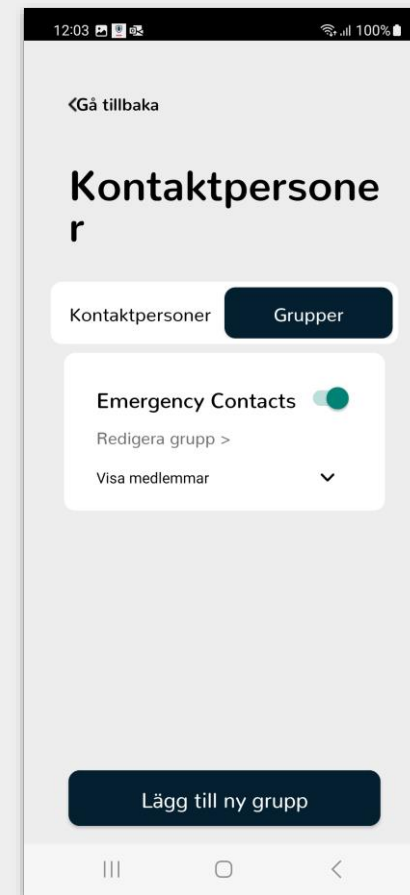 12:03 100%
<Gå tillbaka
Kontaktpersone
r
Kontaktpersoner Grupper
Emergency Contacts
Redigera grupp >
Visa medlemmar
Lägg till ny grupp